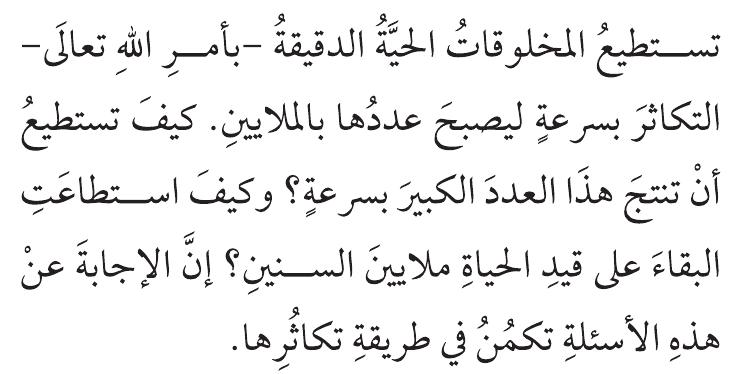 تستطيعُ المخلوقاتُ الحيَّةُ الدقيقةُ –بأمرِ اللهِ تعالَى–
التكاثرَ بسرعةٍ ليصبحَ عددُها بالملايينِ. كيفَ تستطيعُ
أنْ تنتجَ هذَا العددَ الكبيرَ بسرعةٍ؟ وكيفَ استطاعَتِ
البقاءَ على قيدِ الحياةِ ملايينَ السنينِ؟ إنَّ الإجابةَ عنْ
هذهِ الأسئلةِ تكمُنُ في طريقةِ تكاثُرِها.